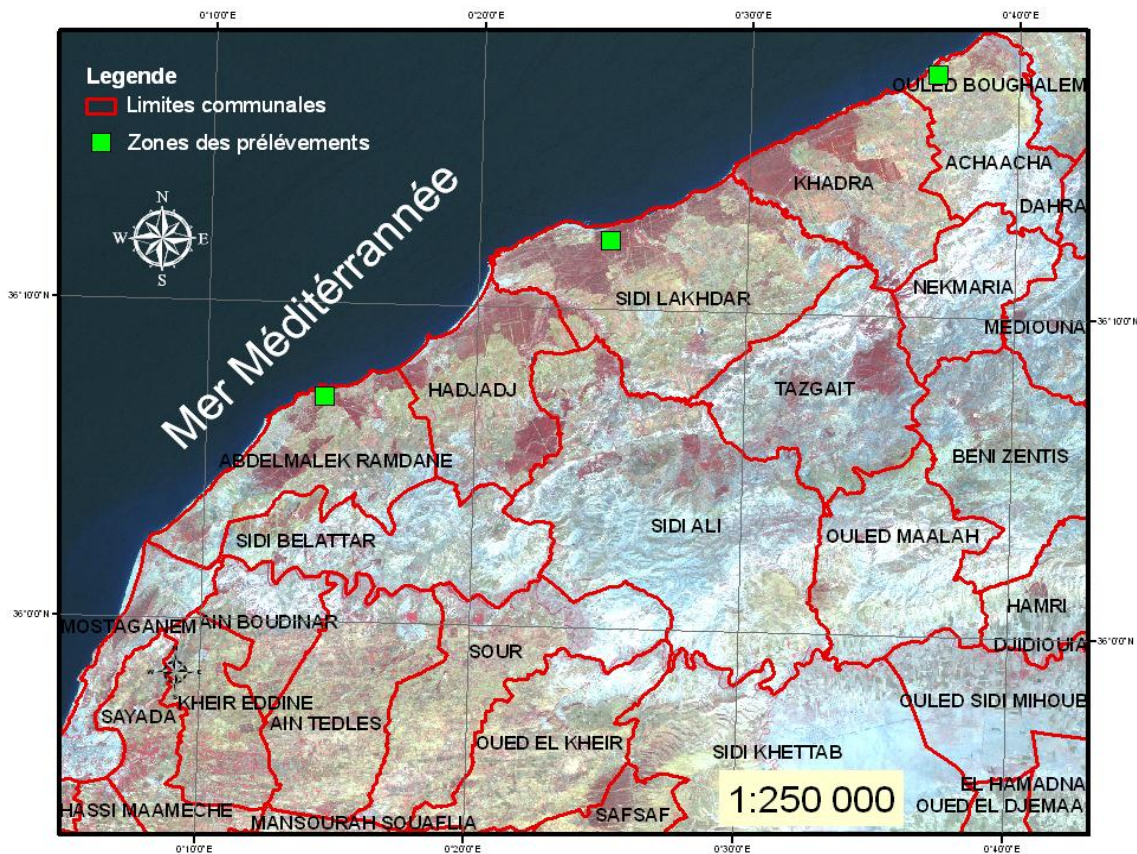 0°10'0"E
0°20'0"E
0°30'0"E
0°40'0"E
Legende
Limites communales
Zones des prélévements
N
W
E
S
Mer Méditérrannée
OULED BOUGHALEM
ACHAACHA
KHADRA
DAHRA
36°10'0"N
NEKMARIA
SIDI LAKHDAR
36°10'0"N
MEDIOUNA
HADJADJ
TAZGAIT
ABDELMALEK RAMDANE
BENI ZENTIS
SIDI ALI
SIDI BELATTAR
OULED MAALAH
36°0'0"N
HAMRI
MOSTAGANEM
AIN BOUDINAR
DJIDIOUIA
36°0'0"N
SOUR
KHEIR EDDINE
OULED SIDI MIHOUB
SAYADA
AIN TEDLES
OUED EL KHEIR
SIDI KHETTAB
EL HAMADNA
1:250 000
OUED EL DJEMAA
HASSI MAAMECHE
SAFSAF
MANSOURAH SOUAFLIA
0°10'0"E
0°20'0"E
0°30'0"E
0°40'0"E